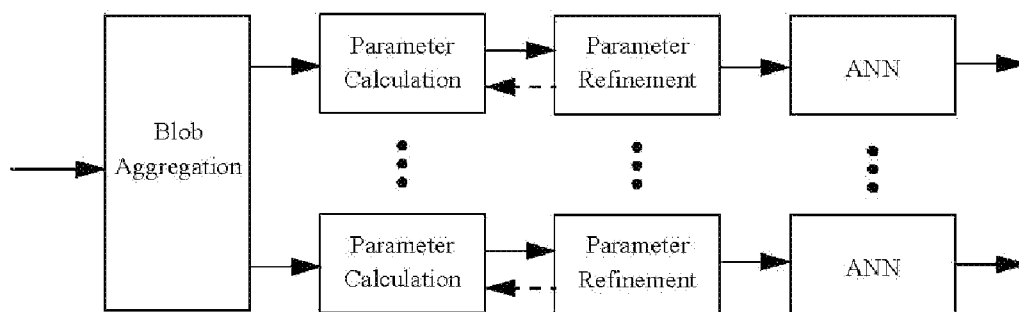 Blob
Aggregation
Parameter
Calculation
Parameter
Refinement
ANN
Parameter
Calculation
Parameter
Refinement
ANN